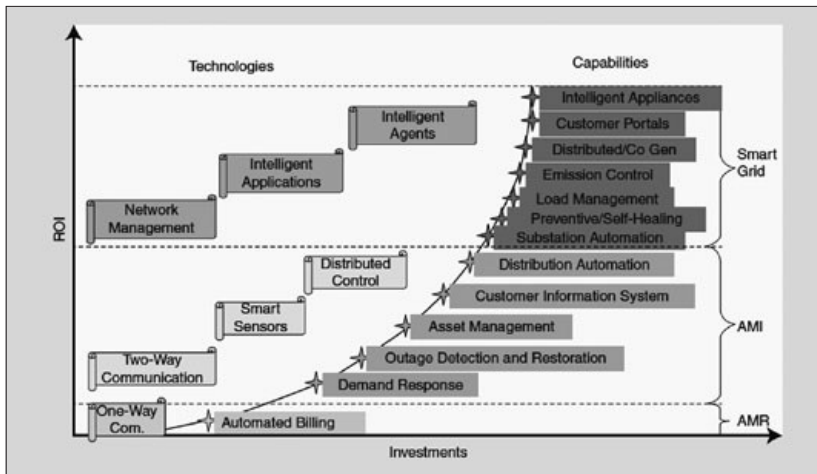 Technologies
Capabilities
Intelligent Appliances
Intelligent
Agents
Customer Portals
Distributed/Co Gen
Smart
Grid
Intelligent
Applications
Emission Control
Load Management
Network
Management
Preventive/Self-Healing
Substation Automation
ROI
Distributed
Control
Distribution Automation
Customer Information System
Smart
Sensors
Asset Management
AMI
Two-Way
Communication
Outage Detection and Restoration
Demand Response
One-Way
Com.
Automated Billing
AMR
Investments